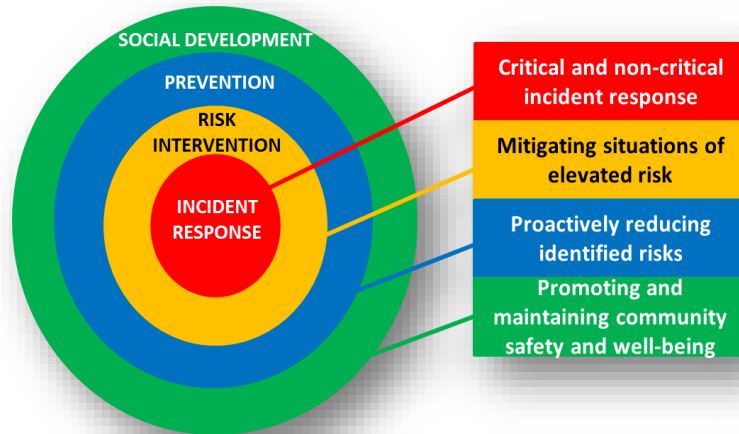 SOCIAL DEVELOPMENT
PREVENTION
RISK
INTERVENTION
INCIDENT
RESPONSE
Critical and non-critical
incident response
Mitigating situations of
elevated risk
Proactively reducing
identified risks
Promoting and
maintaining community
safety and well-being